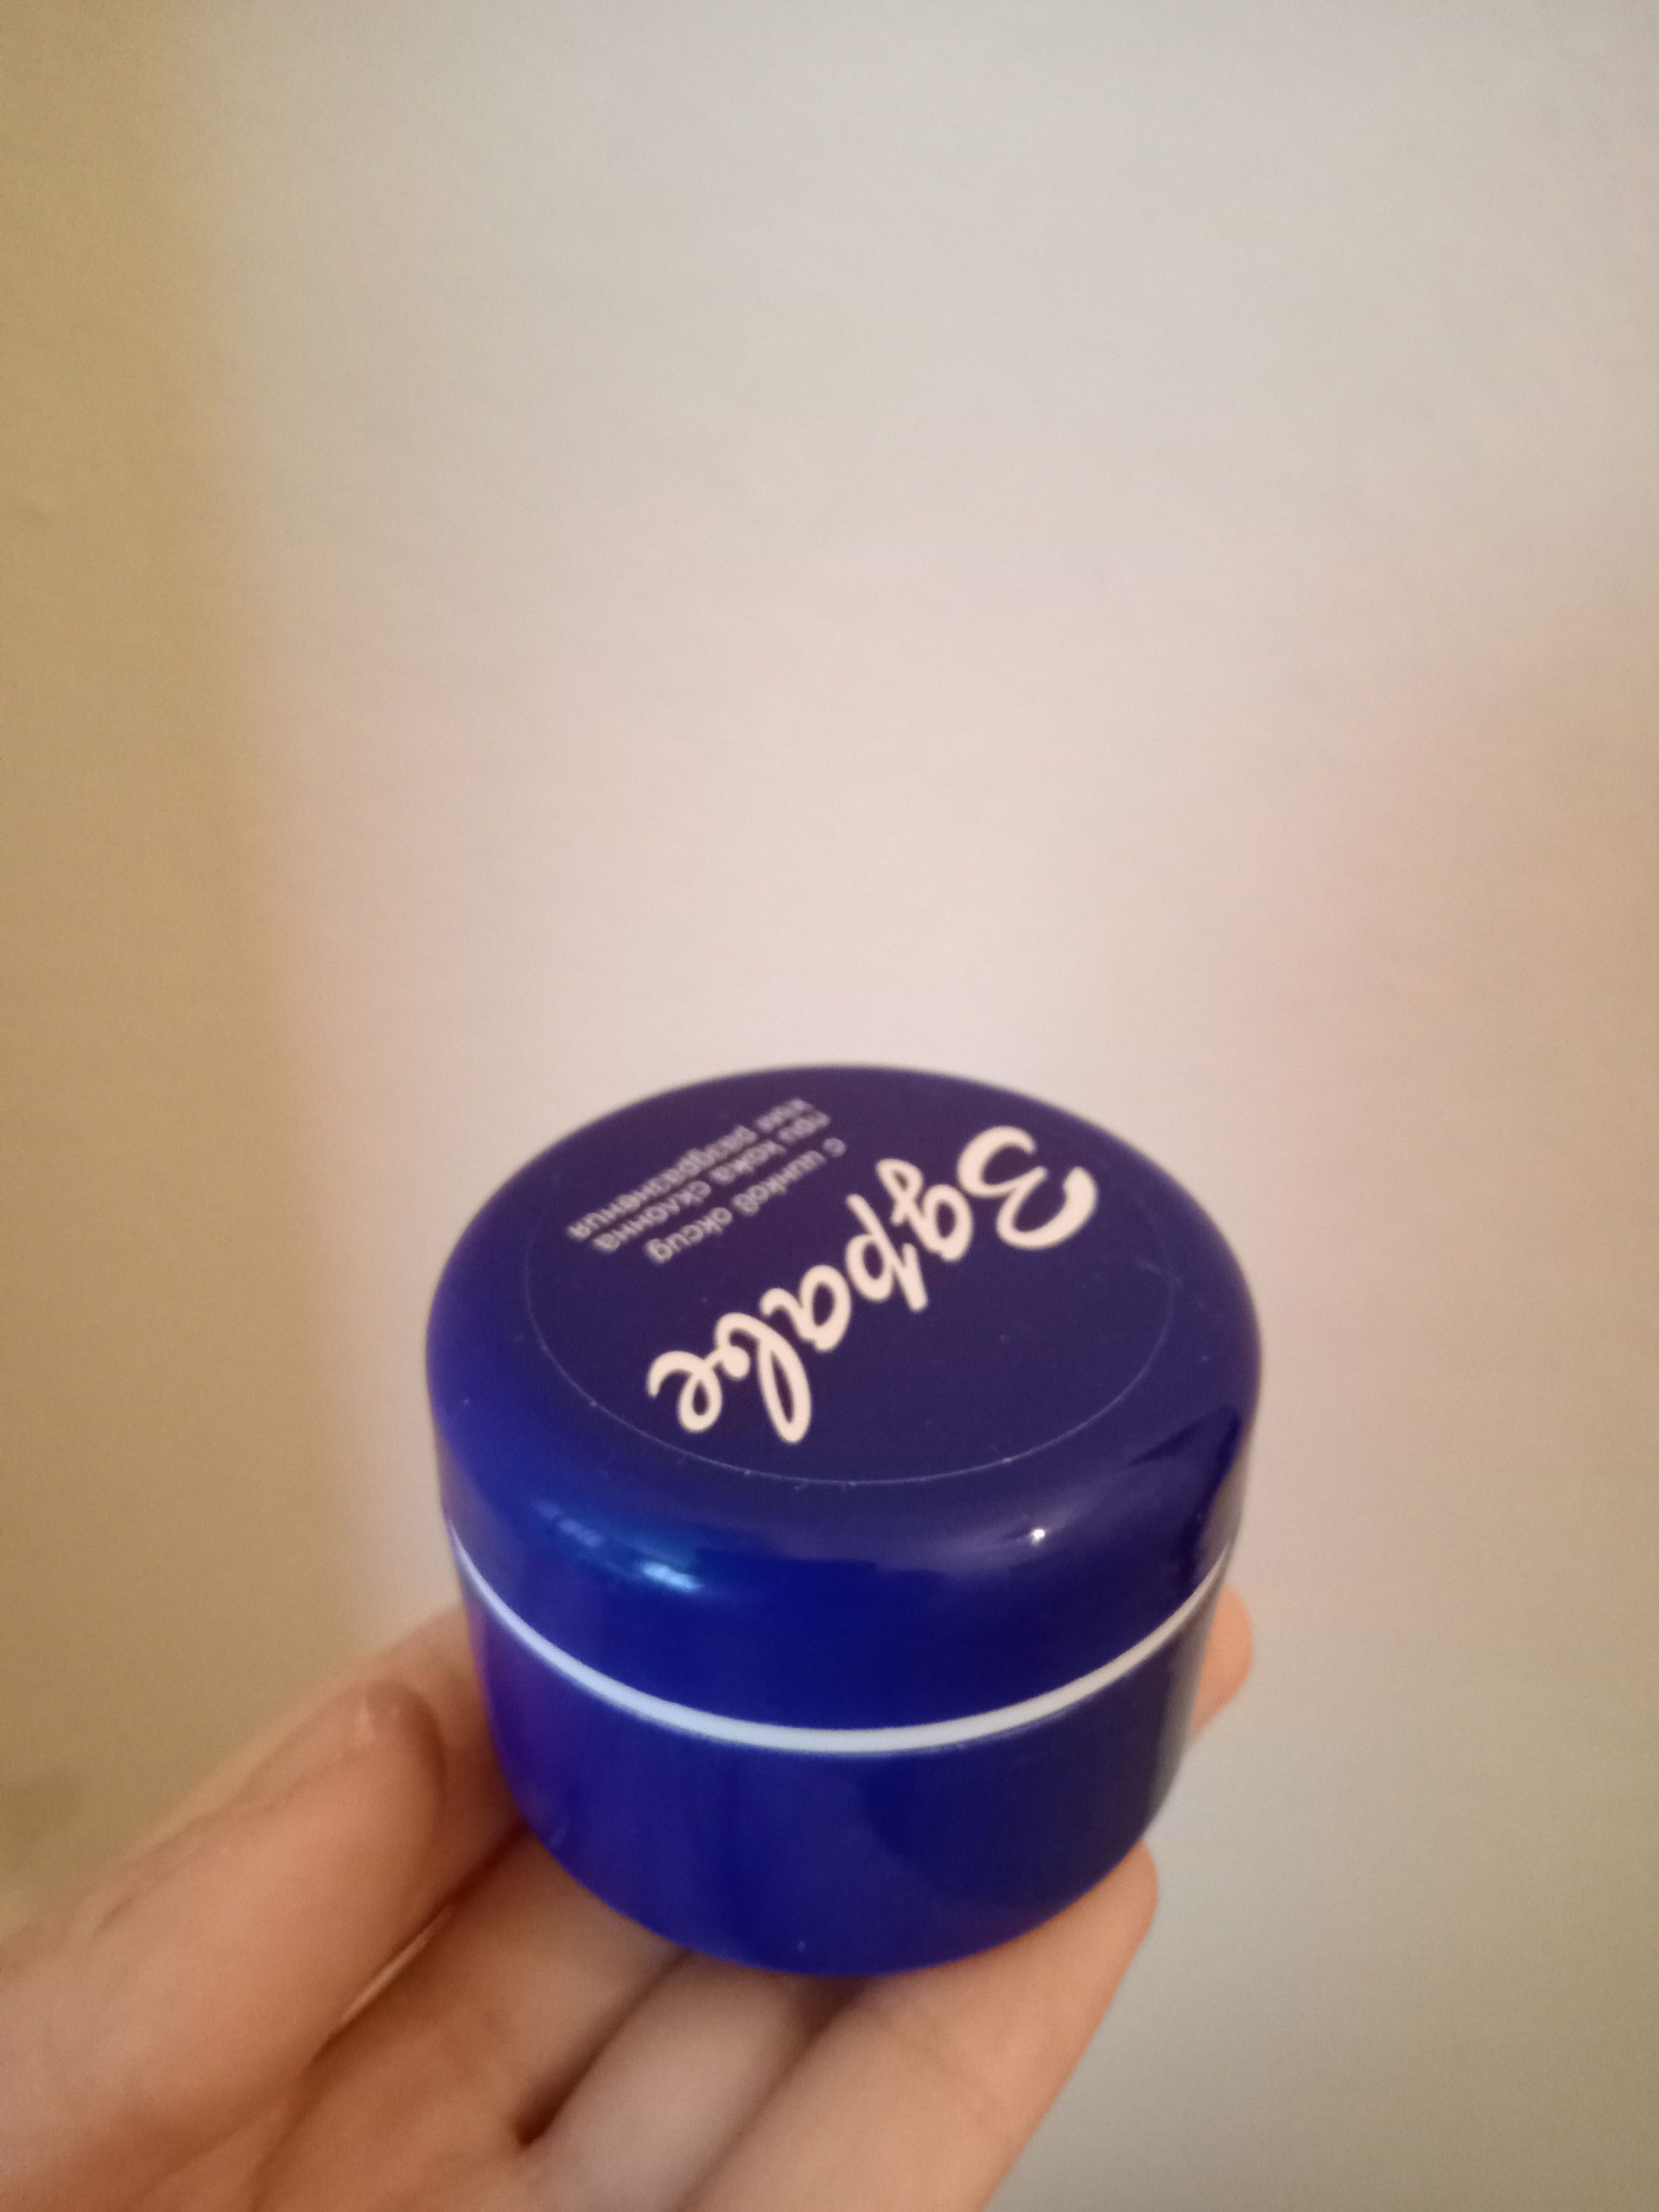 Здраве
с цинков оксид
при кожа склонна
към раздразнения